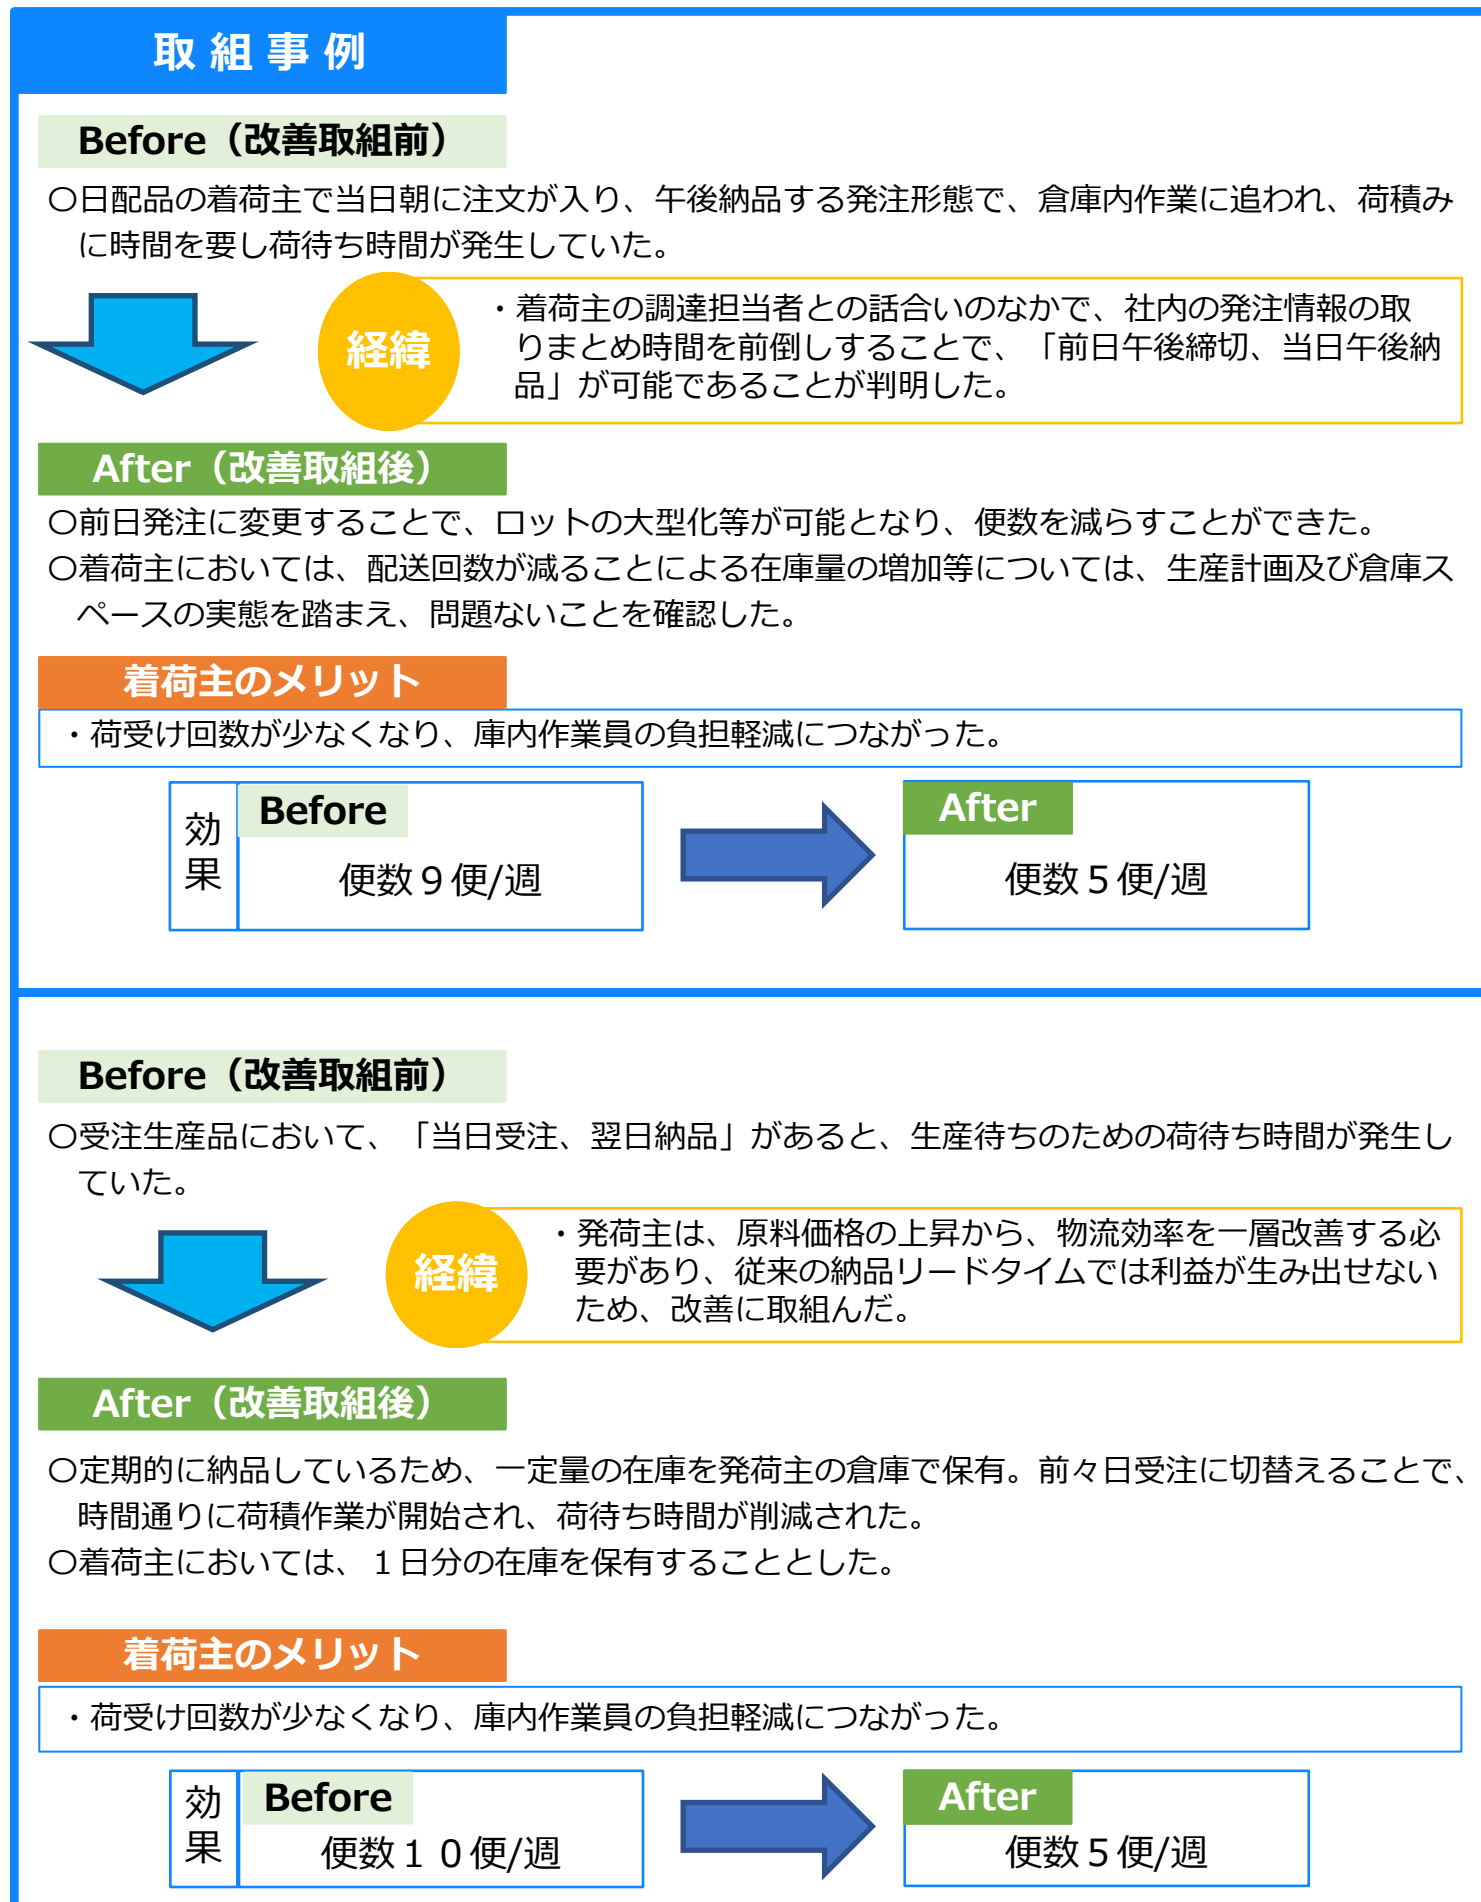 取組事例
Before（改善取組前）
〇日配品の着荷主で当日朝に注文が入り、午後納品する発注形態で、倉庫内作業に追われ、荷積み
に時間を要し荷待ち時間が発生していた。
経緯
・着荷主の調達担当者との話合いのなかで、社内の発注情報の取
りまとめ時間を前倒しすることで、「前日午後締切、当日午後納
品」が可能であることが判明した。
After（改善取組後）
〇前日発注に変更することで、ロットの大型化等が可能となり、便数を減らすことができた。
〇着荷主においては、配送回数が減ることによる在庫量の増加等については、生産計画及び倉庫ス
ペースの実態を踏まえ、問題ないことを確認した。
着荷主のメリット
・荷受け回数が少なくなり、庫内作業員の負担軽減につながった。
効果
Before
便数９便/週
After
便数５便/週
Before（改善取組前）
〇受注生産品において、「当日受注、翌日納品」があると、生産待ちのための荷待ち時間が発生し
ていた。
経緯
・発荷主は、原料価格の上昇から、物流効率を一層改善する必
要があり、従来の納品リードタイムでは利益が生み出せない
ため、改善に取組んだ。
After（改善取組後）
〇定期的に納品しているため、一定量の在庫を発荷主の倉庫で保有。前々日受注に切替えることで、
時間通りに荷積作業が開始され、荷待ち時間が削減された。
〇着荷主においては、１日分の在庫を保有することとした。
着荷主のメリット
・荷受け回数が少なくなり、庫内作業員の負担軽減につながった。
効果
Before
便数１０便/週
After
便数５便/週